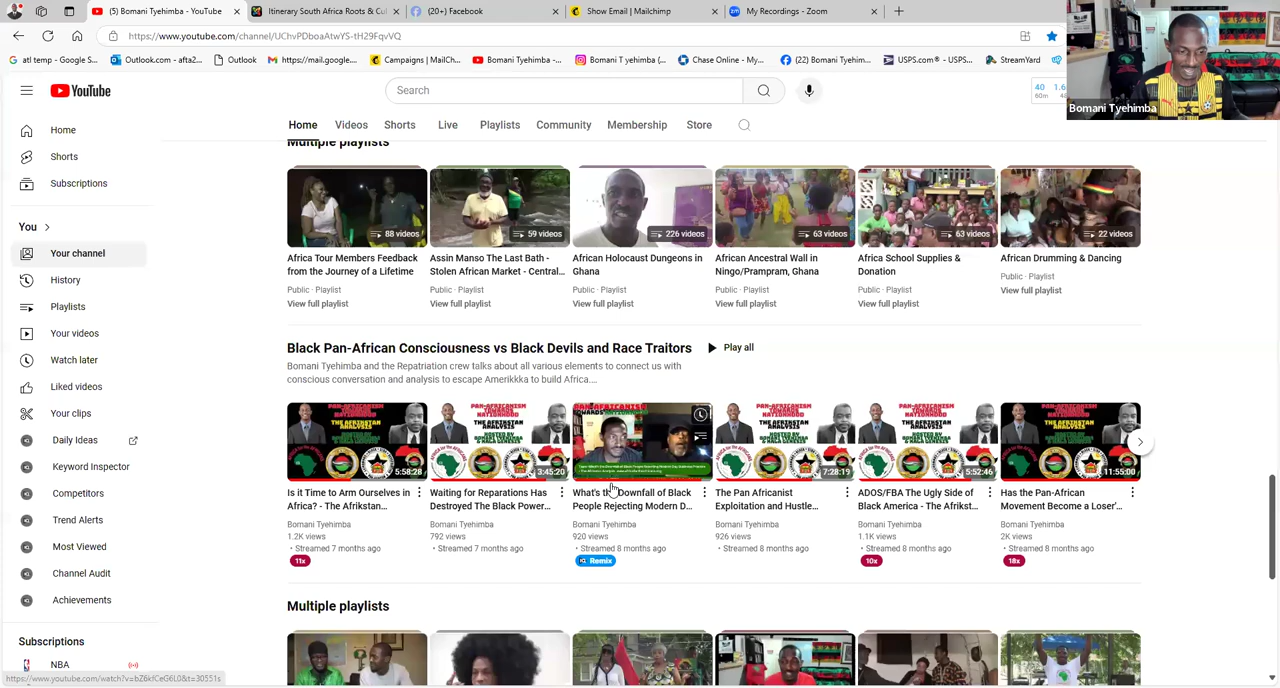 (5) Bomani Tyehimba - YouTube
Itinerary South Africa Roots & Cul
(20+) Facebook
Show Email | Mailchimp
My Recordings - Zoom
https://www.youtube.com/channel/UChvPDboaAtwYS-tH29FqvVQ
atl temp - Google S...
Outlook.com - afta2...
Outlook
https://mail.google....
Campaigns | MailCh...
Bomani Tyehimba -...
Bomani T yehimba (...
Chase Online - My...
(22) Bomani Tyehim...
USPS.com® - USPS...
StreamYard
Bomani Tyehimba
YouTube
Search
40
60m
Home
Videos
Shorts
Live
Playlists
Community
Membership
Store
Home
Shorts
Subscriptions
You
Your channel
History
Playlists
Your videos
Watch later
Liked videos
Your clips
Daily Ideas
Keyword Inspector
Competitors
Trend Alerts
Most Viewed
Channel Audit
Achievements
Subscriptions
NBA
Multiple playlists
88 videos
59 videos
226 videos
63 videos
63 videos
22 videos
Africa Tour Members Feedback
from the Journey of a Lifetime
Public · Playlist
View full playlist
Assin Manso The Last Bath -
Stolen African Market - Central...
Public · Playlist
View full playlist
African Holocaust Dungeons in
Ghana
Public · Playlist
View full playlist
African Ancestral Wall in
Ningo/Prampram, Ghana
Public · Playlist
View full playlist
Africa School Supplies &
Donation
Public · Playlist
View full playlist
African Drumming & Dancing
Public · Playlist
View full playlist
Black Pan-African Consciousness vs Black Devils and Race Traitors
Play all
Bomani Tyehimba and the Repatriation crew talks about all various elements to connect us with
conscious conversation and analysis to escape Amerikkka to build Africa....
5:58:28
3:45:20
7:28:19
5:52:46
11:55:00
Is it Time to Arm Ourselves in
Africa? - The Afrikstan...
Bomani Tyehimba
1.2K views
• Streamed 7 months ago
11x
Waiting for Reparations Has
Destroyed The Black Power...
Bomani Tyehimba
792 views
• Streamed 7 months ago
What's th Downfall of Black
People Rejecting Modern D...
Bomani Tyehimba
920 views
• Streamed 8 months ago
Remix
The Pan Africanist
Exploitation and Hustle...
Bomani Tyehimba
926 views
• Streamed 8 months ago
ADOS/FBA The Ugly Side of
Black America - The Afrikst...
Bomani Tyehimba
1.1K views
• Streamed 8 months ago
10x
Has the Pan-African
Movement Become a Loser'...
Bomani Tyehimba
2K views
• Streamed 8 months ago
18x
Multiple playlists
https://www.youtube.com/watch?v=bZ6kfCeG6L0&t=30551s